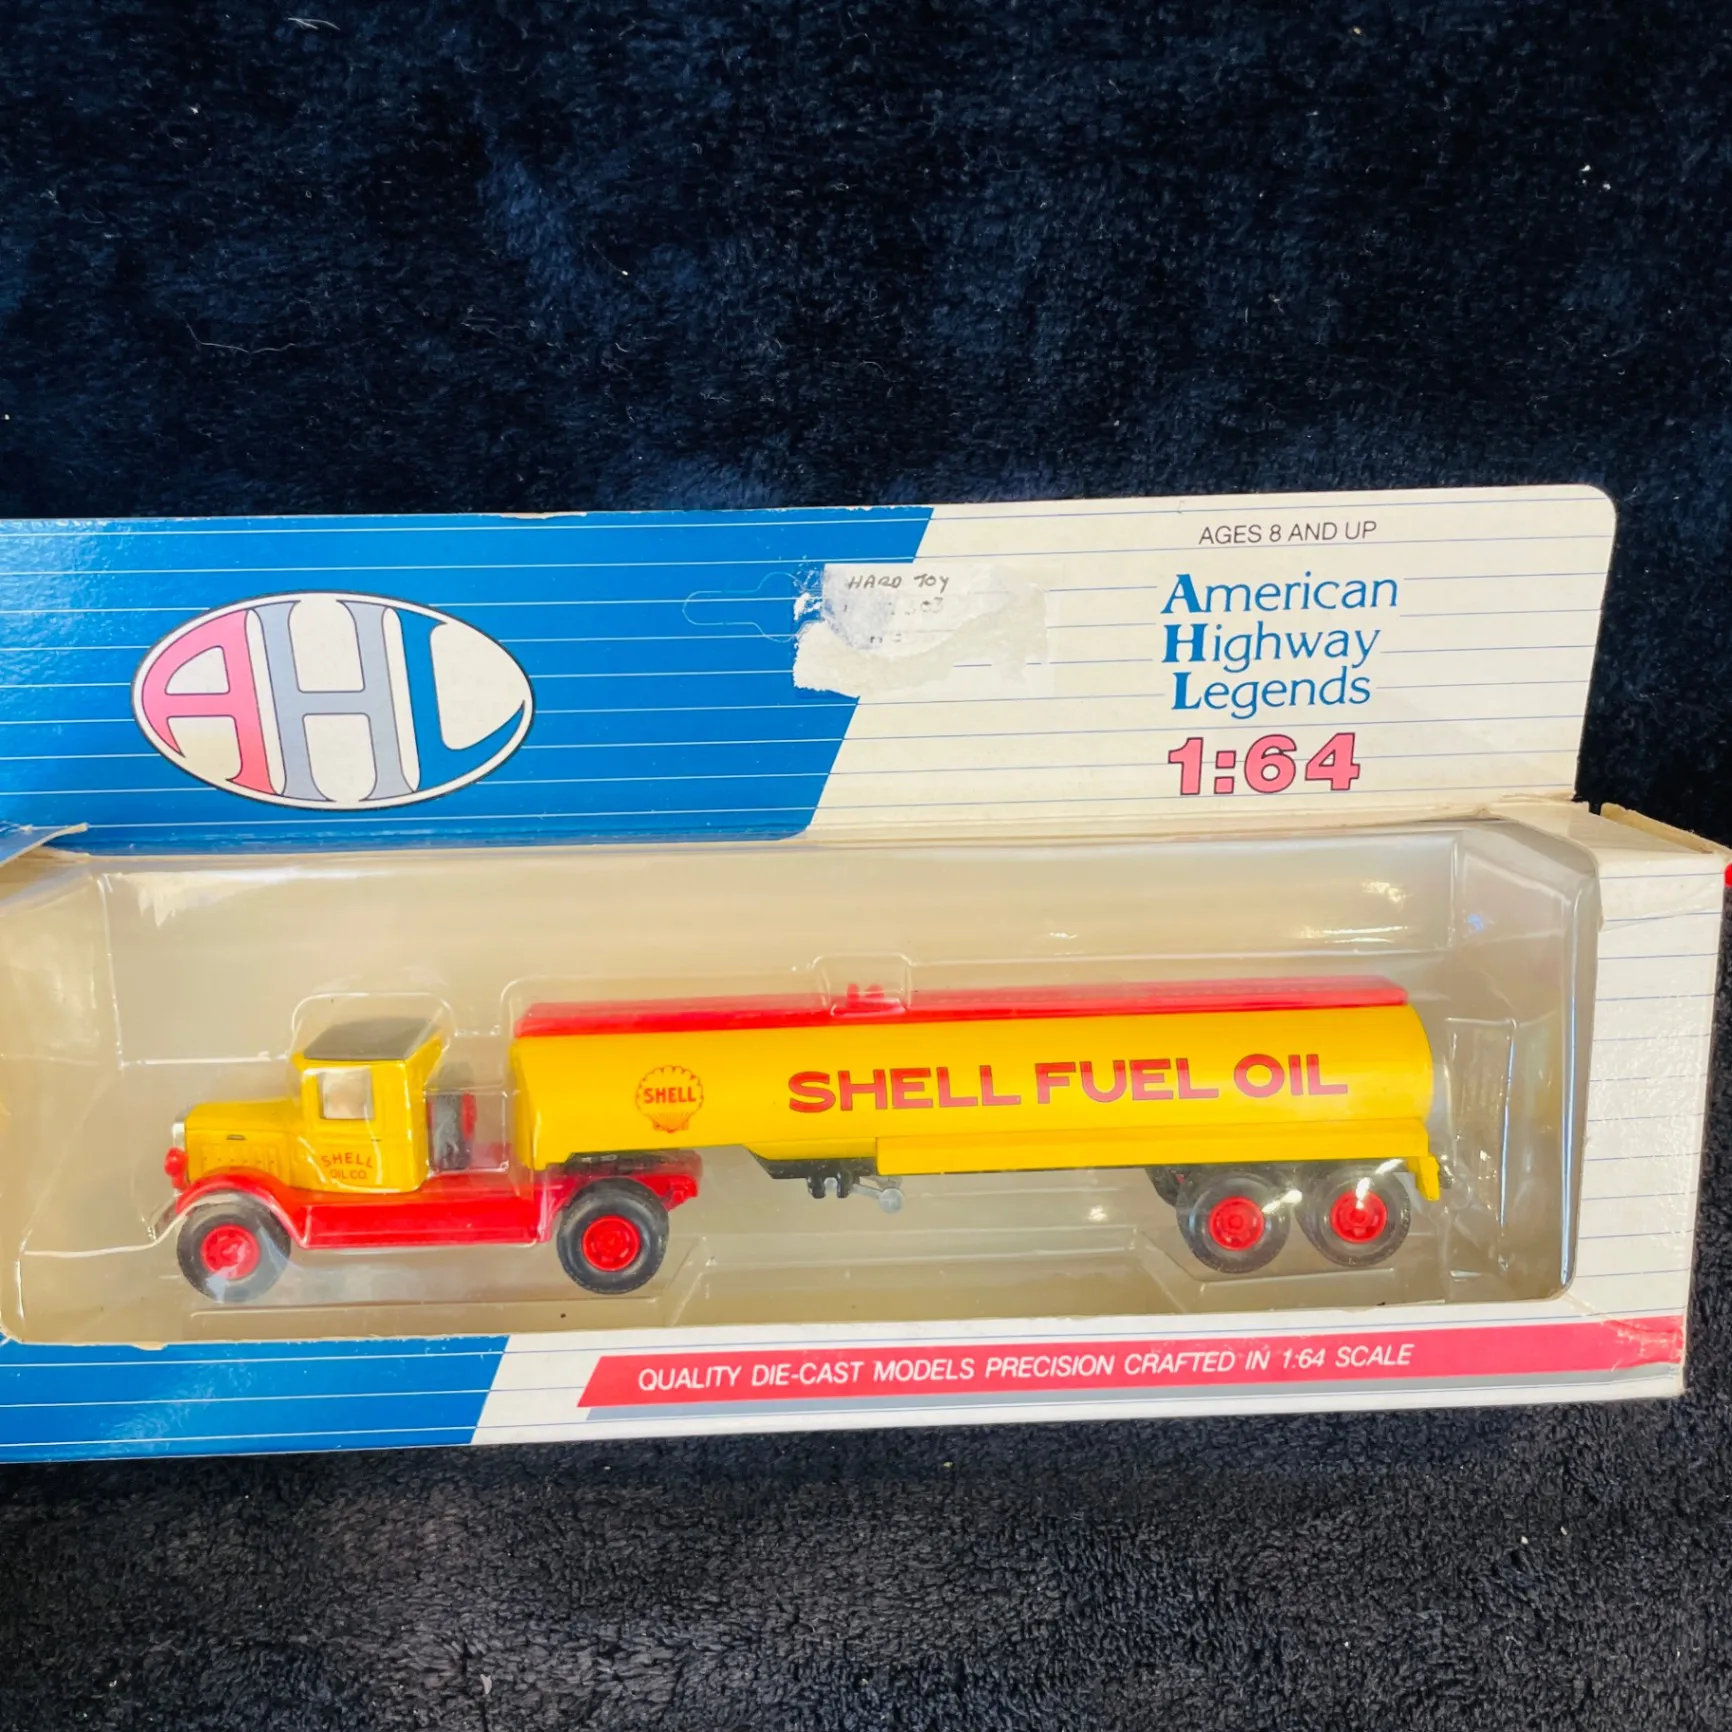 AGES 8 AND UP
HARD TOY
AHL
American
Highway
Legends
1:64
SHELL
SHELL FUEL OIL
SHELL
OIL CO.
QUALITY DIE-CAST MODELS PRECISION CRAFTED IN 1:64 SCALE